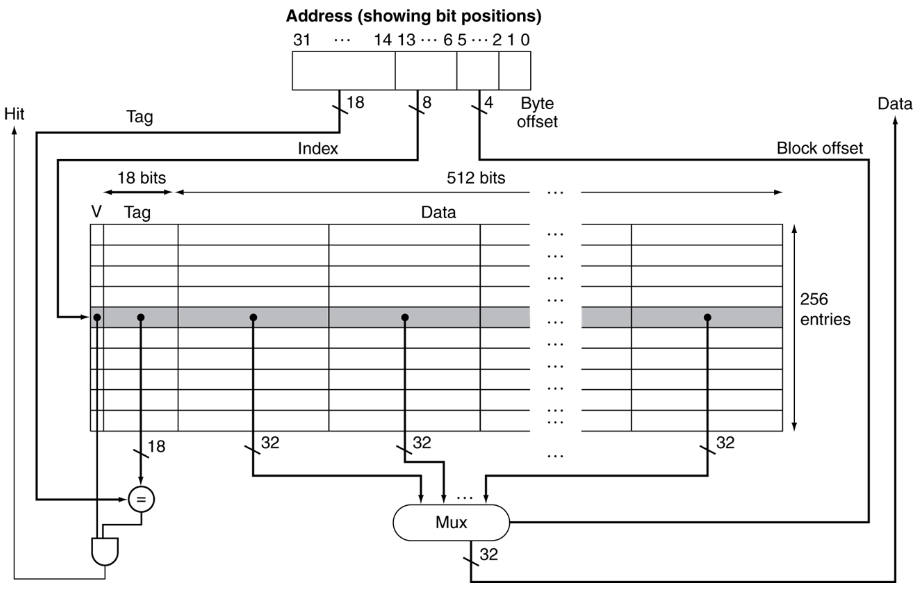 Address (showing bit positions)
31 ... 14 13 ... 6 5 ... 2 1 0
18 8 4 Byte offset
Hit Data
Tag
Index Block offset
18 bits 512 bits ...
V Tag Data
...
...
...
...
...
256 entries
...
...
...
...
...
18 32 32 ... 32
= ...
Mux
32